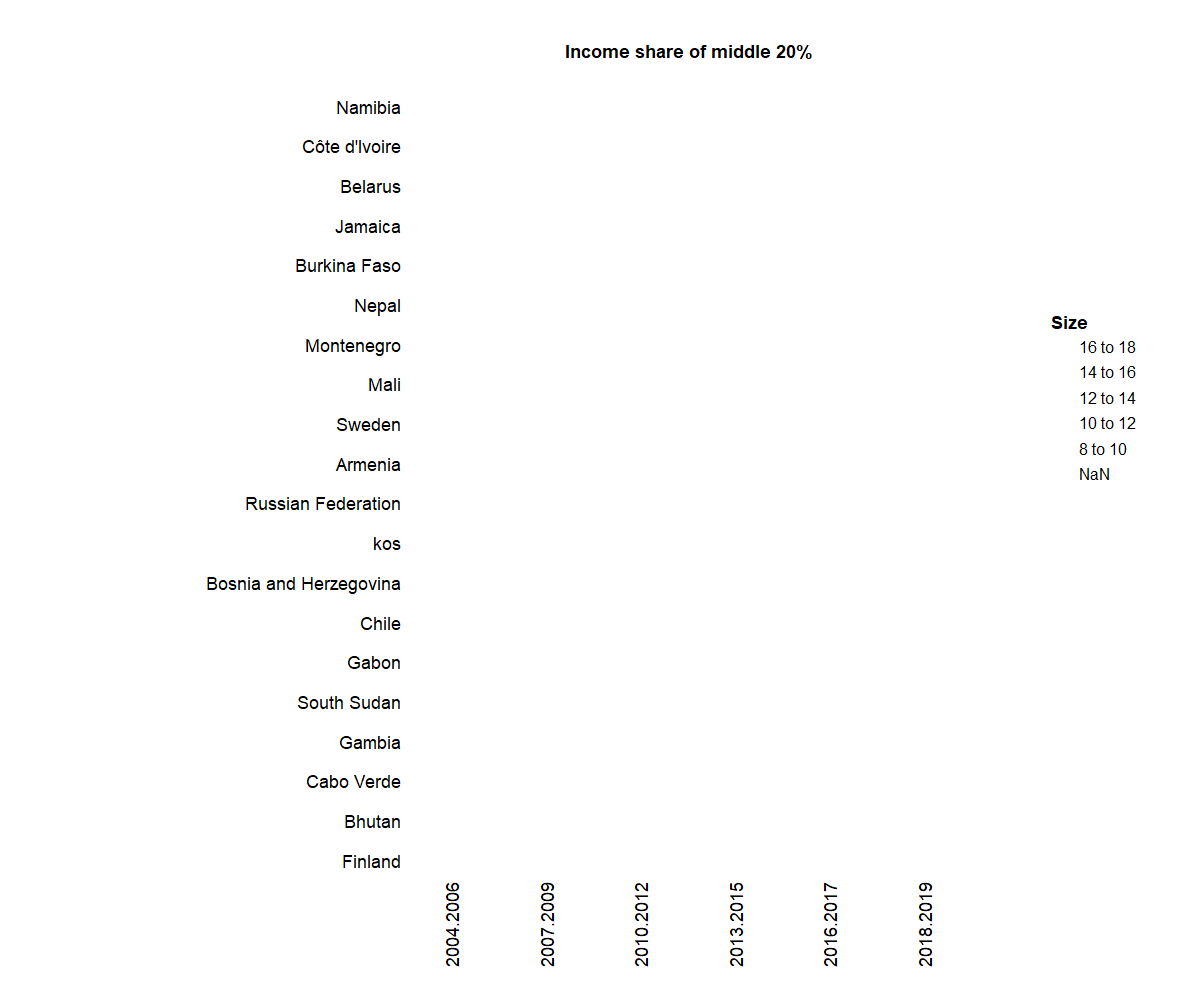 Income share of middle 20%
Namibia
Côte d'Ivoire
Belarus
Jamaica
Burkina Faso
Nepal
Montenegro
Mali
Sweden
Armenia
Russian Federation
kos
Bosnia and Herzegovina
Chile
Gabon
South Sudan
Gambia
Cabo Verde
Bhutan
Finland
2004.2006
2007.2009
2010.2012
2013.2015
2016.2017
2018.2019
Size
16 to 18
14 to 16
12 to 14
10 to 12
8 to 10
NaN